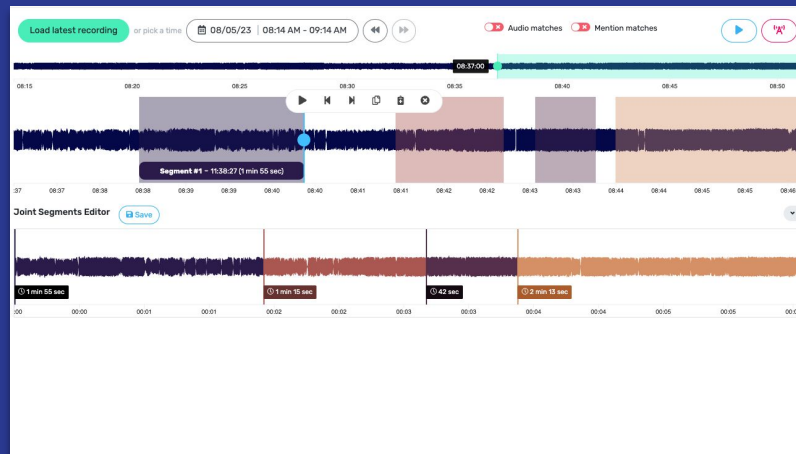 Load latest recording or pick a time 08/05/23 08:14 AM - 09:14 AM Audio matches Mention matches "A"
08:37:00
08:15 08:20 08:25 08:30 08:35 08:40 08:45 08:50
Segment #1 - 11:38:27 (1 min 55 sec)
:37 08:37 08:38 08:38 08:39 08:39 08:40 08:40 08:41 08:41 08:42 08:42 08:43 08:43 08:44 08:44 08:45 08:45 08:46
Joint Segments Editor Save
1 min 55 sec 1 min 15 sec 42 sec 2 min 13 sec
:00 00:00 00:01 00:01 00:02 00:02 00:03 00:03 00:04 00:04 00:05 00:05